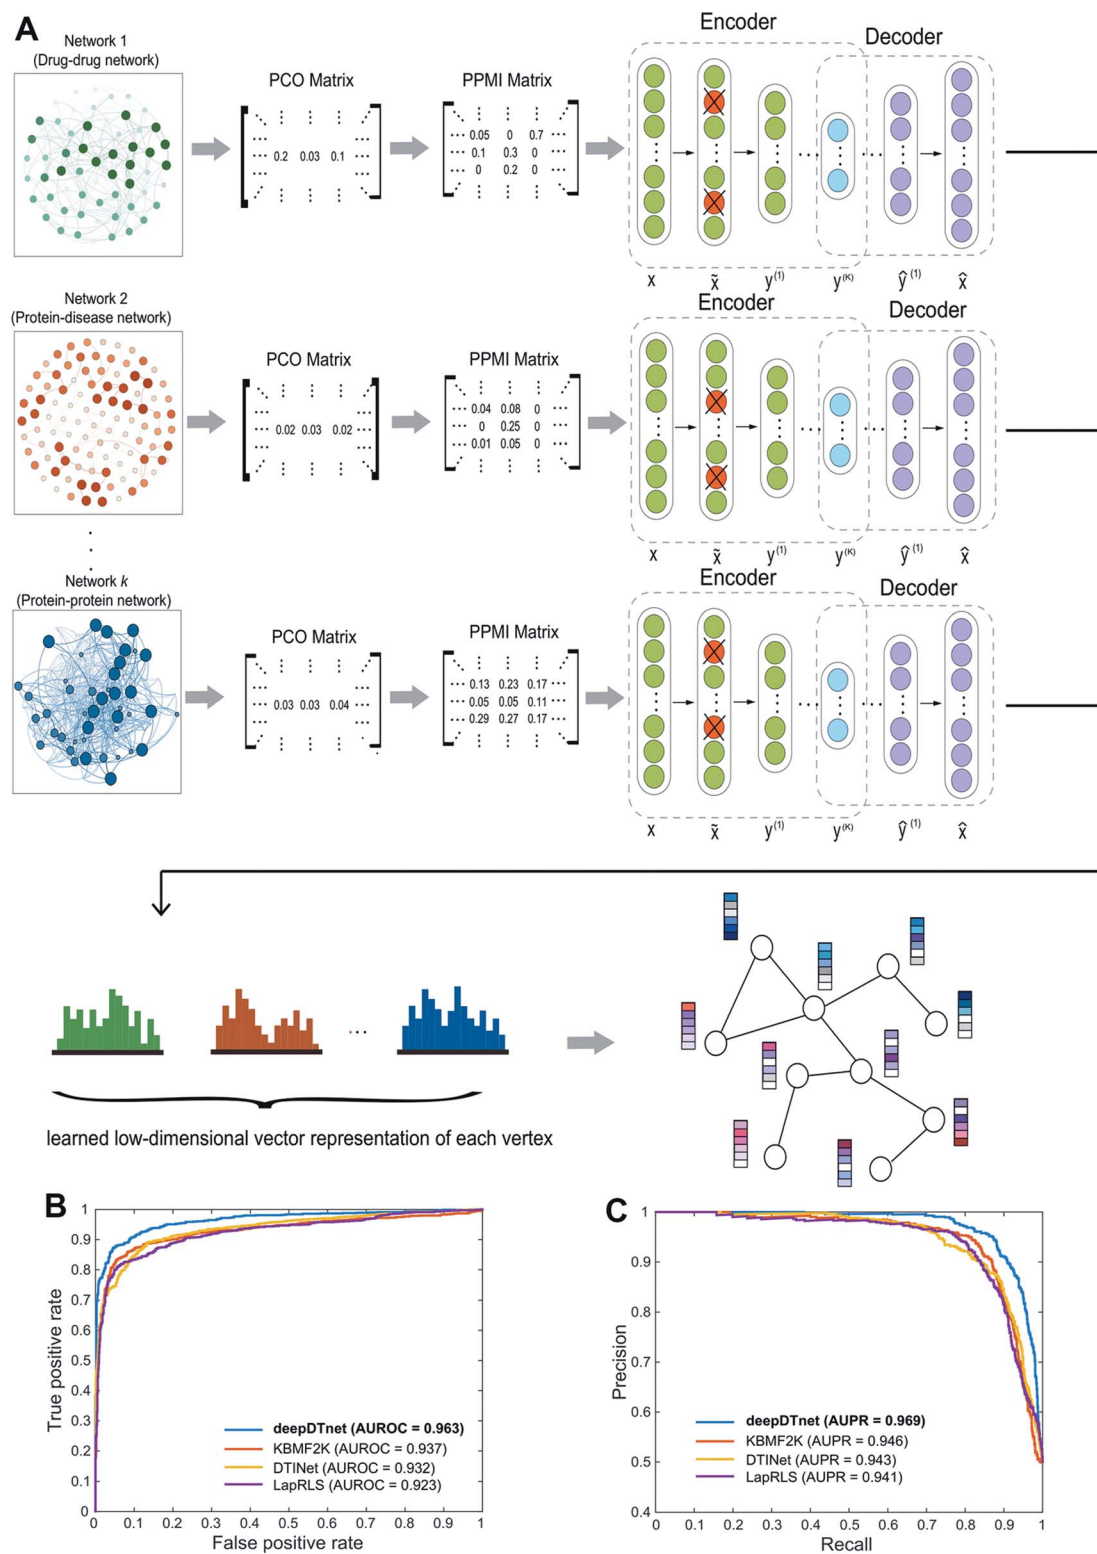 A
Network 1
(Drug-drug network)
PCO Matrix
PPMI Matrix
Encoder
Decoder
0.2 0.03 0.1
0.05 0 0.7
0.1 0.3 0
0 0.2 0
x x̃ y(1) y(K) ŷ(1) x̂
Network 2
(Protein-disease network)
PCO Matrix
PPMI Matrix
Encoder
Decoder
0.02 0.03 0.02
0.04 0.08 0
0 0.25 0
0.01 0.05 0
x x̃ y(1) y(K) ŷ(1) x̂
Network k
(Protein-protein network)
PCO Matrix
PPMI Matrix
Encoder
Decoder
0.03 0.03 0.04
0.13 0.23 0.17
0.05 0.05 0.11
0.29 0.27 0.17
x x̃ y(1) y(K) ŷ(1) x̂
learned low-dimensional vector representation of each vertex
B
True positive rate
1
0.9
0.8
0.7
0.6
0.5
0.4
0.3
0.2
0.1
0
deepDTnet (AUROC = 0.963)
KBMF2K (AUROC = 0.937)
DTINet (AUROC = 0.932)
LapRLS (AUROC = 0.923)
0 0.1 0.2 0.3 0.4 0.5 0.6 0.7 0.8 0.9 1
False positive rate
C
Precision
1
0.9
0.8
0.7
0.6
0.5
0.4
deepDTnet (AUPR = 0.969)
KBMF2K (AUPR = 0.946)
DTINet (AUPR = 0.943)
LapRLS (AUPR = 0.941)
0 0.1 0.2 0.3 0.4 0.5 0.6 0.7 0.8 0.9 1
Recall